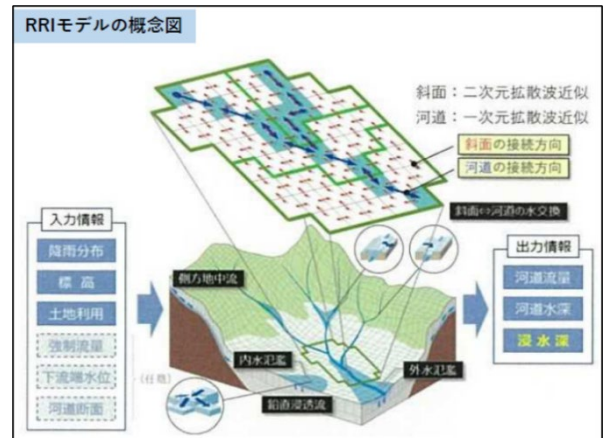 RRIモデルの概念図
斜面：二次元拡散波近似
河道：一次元拡散波近似
斜面の接続方向
河道の接続方向
斜面⇔河道の水交換
入力情報
降雨分布
標高
土地利用
強制流量
下流端水位
河道断面
(任意)
側方地中流
内水氾濫
鉛直浸透流
外水氾濫
出力情報
河道流量
河道水深
浸水深